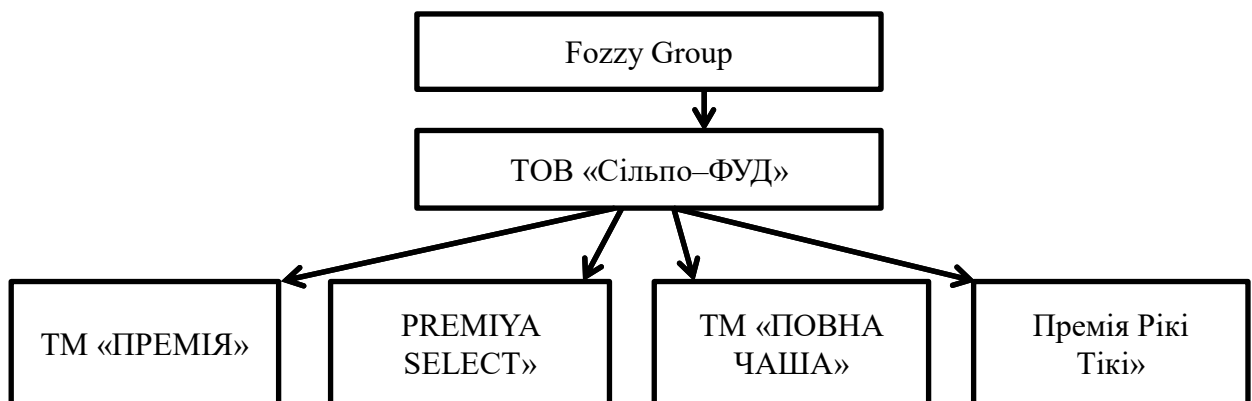 Fozzy Group
ТОВ «Сільпо–ФУД»
ТМ «ПРЕМІЯ»
PREMIYA
SELECT»
ТМ «ПОВНА
ЧАША»
Премія Рікі
Тікі»